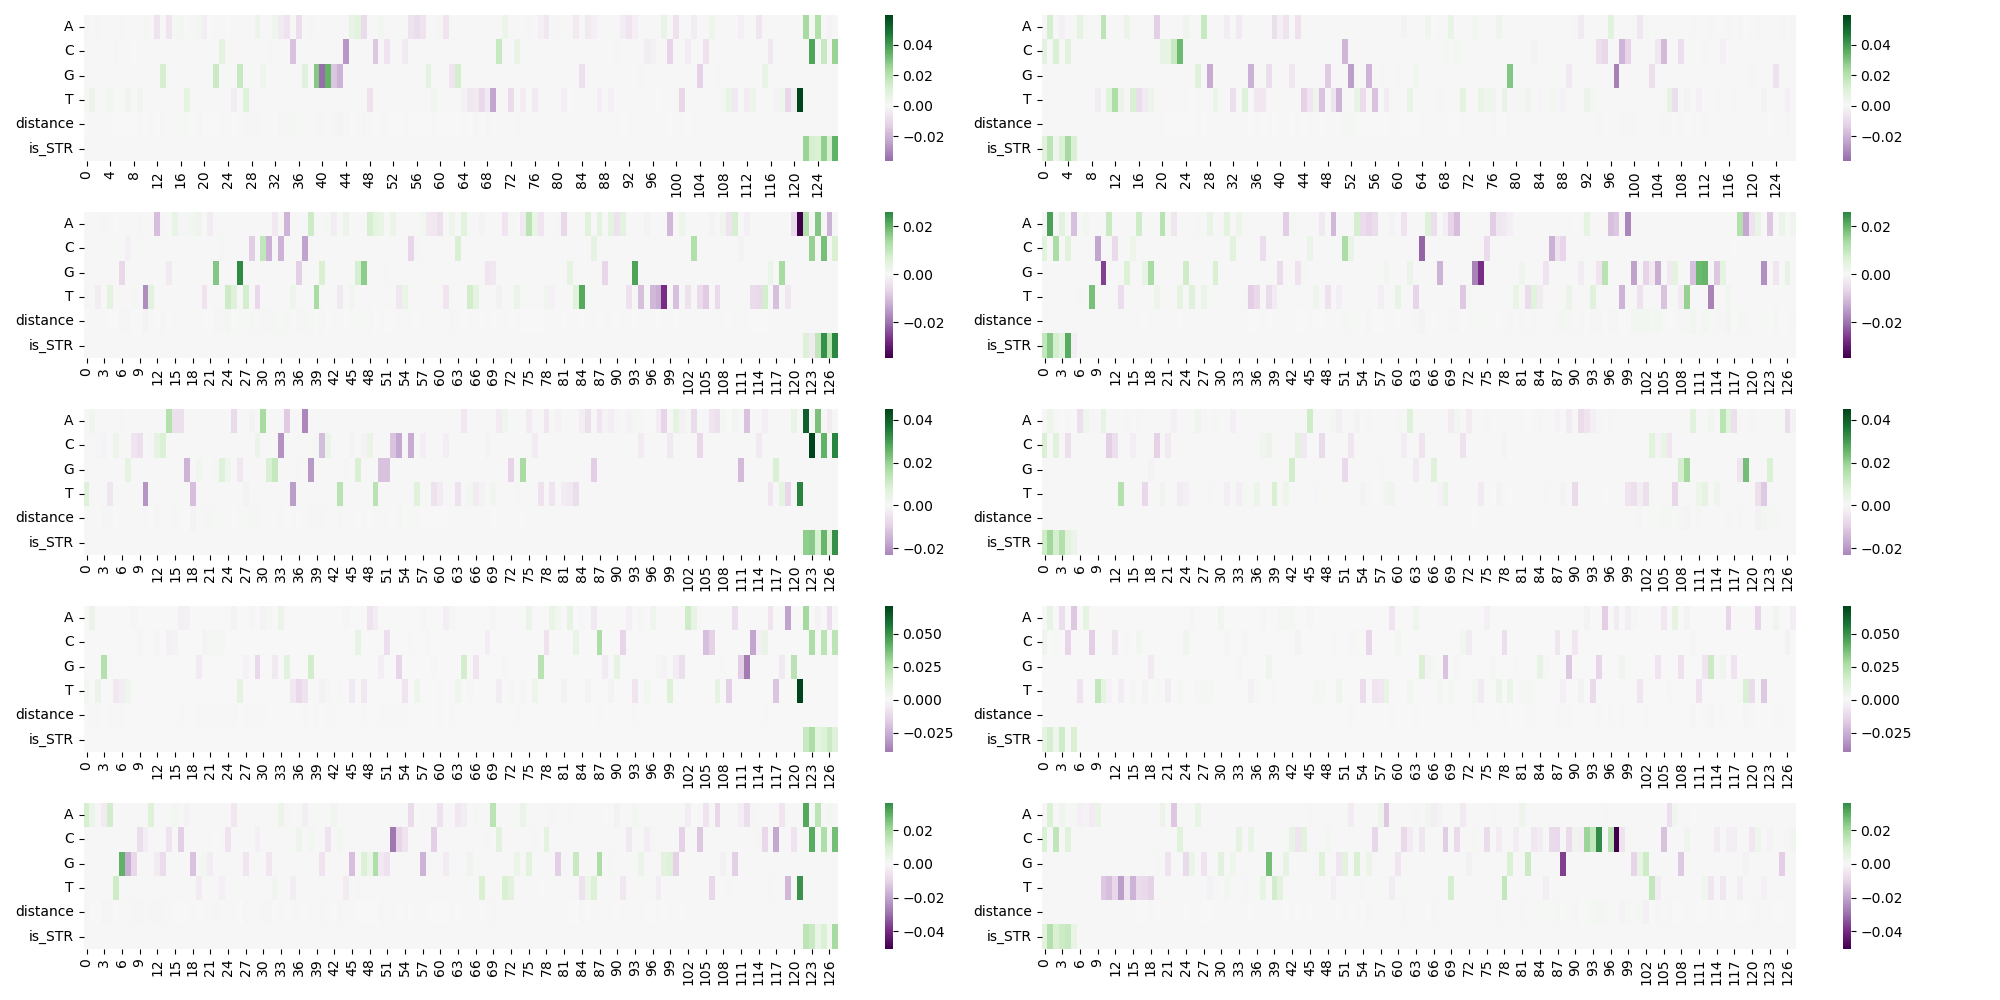 A
C
G
T
distance
is_STR
0 4 8 12 16 20 24 28 32 36 40 44 48 52 56 60 64 68 72 76 80 84 88 92 96 100 104 108 112 116 120 124
0.04
0.02
0.00
−0.02
A
C
G
T
distance
is_STR
0 4 8 12 16 20 24 28 32 36 40 44 48 52 56 60 64 68 72 76 80 84 88 92 96 100 104 108 112 116 120 124
0.04
0.02
0.00
−0.02
A
C
G
T
distance
is_STR
0 3 6 9 12 15 18 21 24 27 30 33 36 39 42 45 48 51 54 57 60 63 66 69 72 75 78 81 84 87 90 93 96 99 102 105 108 111 114 117 120 123 126
0.02
0.00
−0.02
A
C
G
T
distance
is_STR
0 3 6 9 12 15 18 21 24 27 30 33 36 39 42 45 48 51 54 57 60 63 66 69 72 75 78 81 84 87 90 93 96 99 102 105 108 111 114 117 120 123 126
0.02
0.00
−0.02
A
C
G
T
distance
is_STR
0 3 6 9 12 15 18 21 24 27 30 33 36 39 42 45 48 51 54 57 60 63 66 69 72 75 78 81 84 87 90 93 96 99 102 105 108 111 114 117 120 123 126
0.04
0.02
0.00
−0.02
A
C
G
T
distance
is_STR
0 3 6 9 12 15 18 21 24 27 30 33 36 39 42 45 48 51 54 57 60 63 66 69 72 75 78 81 84 87 90 93 96 99 102 105 108 111 114 117 120 123 126
0.04
0.02
0.00
−0.02
A
C
G
T
distance
is_STR
0 3 6 9 12 15 18 21 24 27 30 33 36 39 42 45 48 51 54 57 60 63 66 69 72 75 78 81 84 87 90 93 96 99 102 105 108 111 114 117 120 123 126
0.050
0.025
0.000
−0.025
A
C
G
T
distance
is_STR
0 3 6 9 12 15 18 21 24 27 30 33 36 39 42 45 48 51 54 57 60 63 66 69 72 75 78 81 84 87 90 93 96 99 102 105 108 111 114 117 120 123 126
0.050
0.025
0.000
−0.025
A
C
G
T
distance
is_STR
0 3 6 9 12 15 18 21 24 27 30 33 36 39 42 45 48 51 54 57 60 63 66 69 72 75 78 81 84 87 90 93 96 99 102 105 108 111 114 117 120 123 126
0.02
0.00
−0.02
−0.04
A
C
G
T
distance
is_STR
0 3 6 9 12 15 18 21 24 27 30 33 36 39 42 45 48 51 54 57 60 63 66 69 72 75 78 81 84 87 90 93 96 99 102 105 108 111 114 117 120 123 126
0.02
0.00
−0.02
−0.04